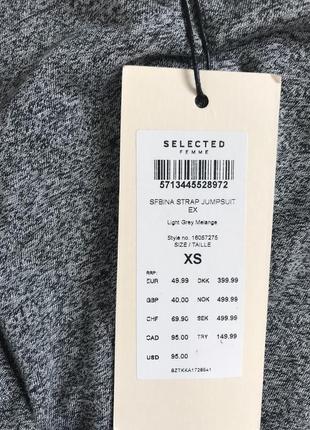 SELECTED
FEMME
5713445528972
SFBINA STRAP JUMPSUIT
EX
Light Grey Melange
Style no. 16057275
SIZE / TAILLE
XS
RRP:
EUR 49.99 DKK 399.99
GBP 40.00 NOK 499.99
CHF 69.90 SEK 499.99
CAD 95.00 TRY 149.99
USD 95.00